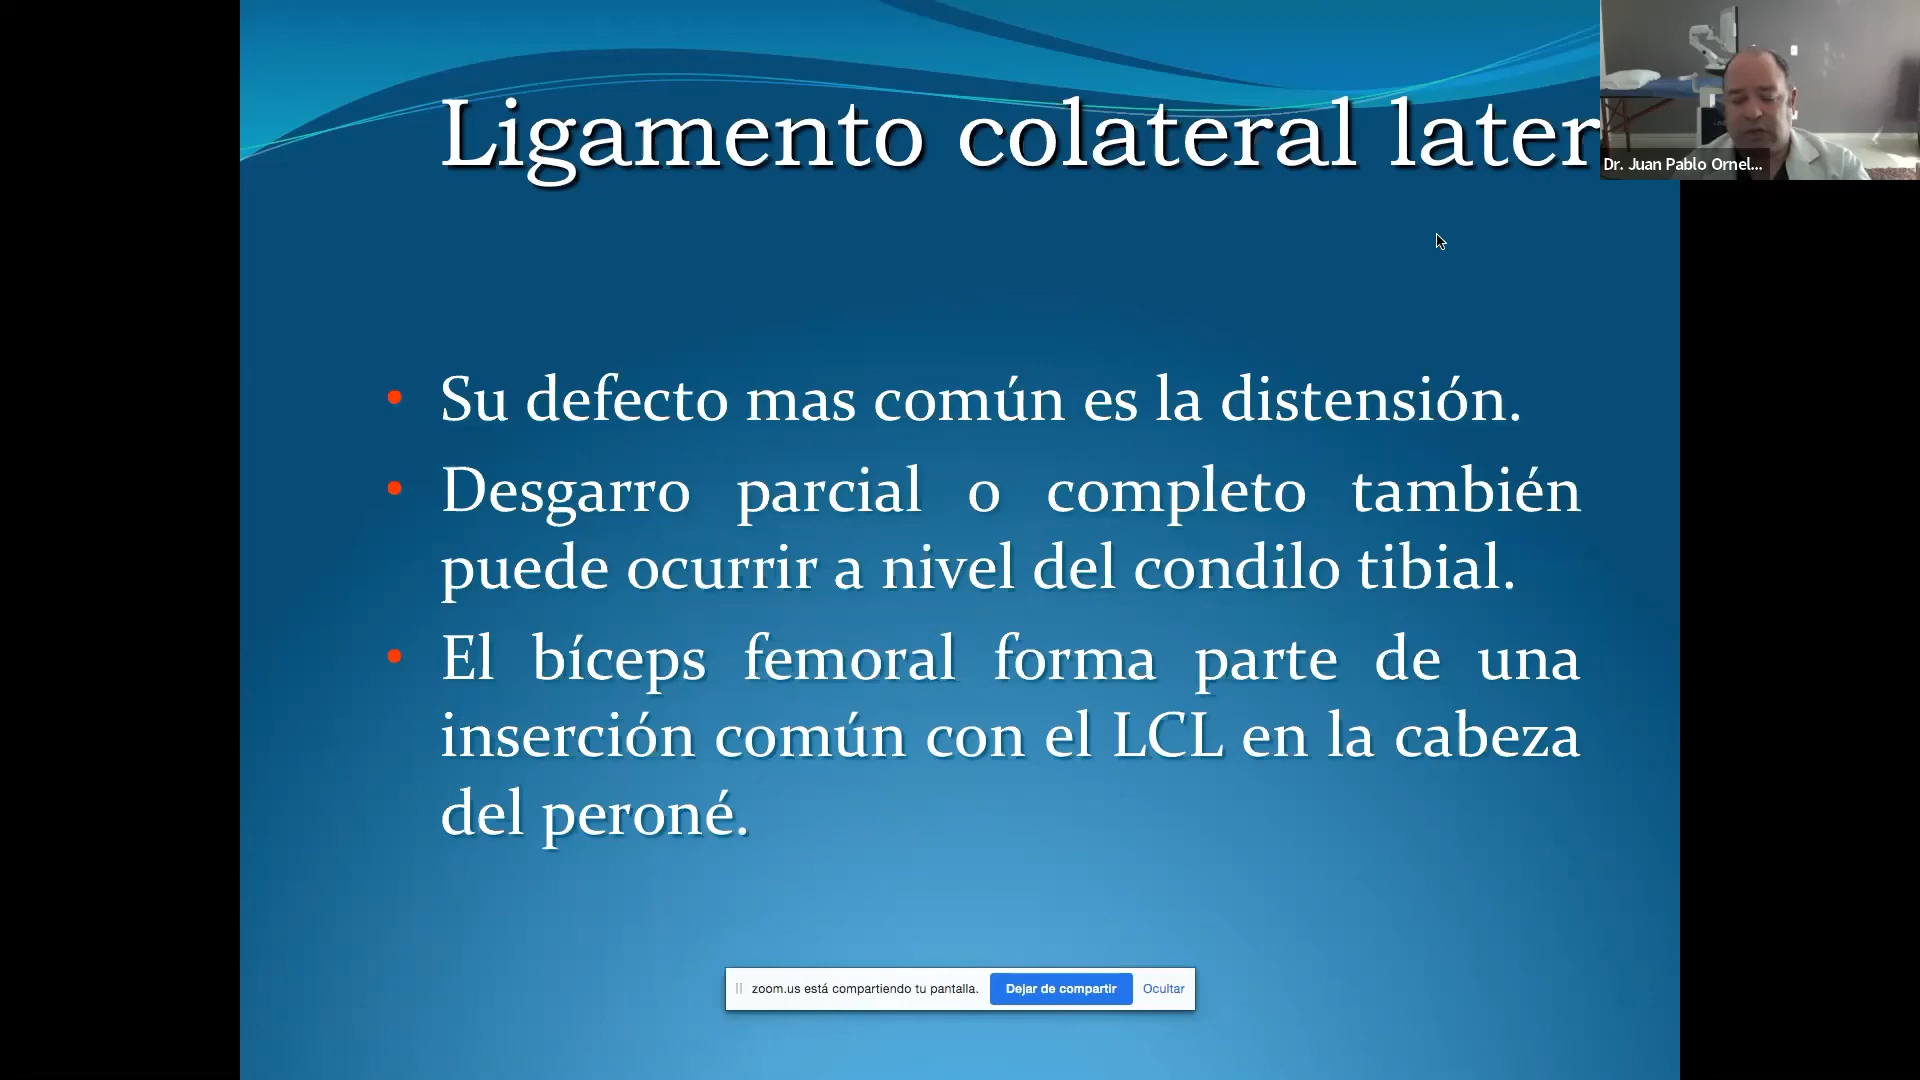 Ligamento colateral later
Dr. Juan Pablo Ornel...
• Su defecto mas común es la distensión.
• Desgarro parcial o completo también
puede ocurrir a nivel del condilo tibial.
• El bíceps femoral forma parte de una
inserción común con el LCL en la cabeza
del peroné.
zoom.us está compartiendo tu pantalla. Dejar de compartir Ocultar